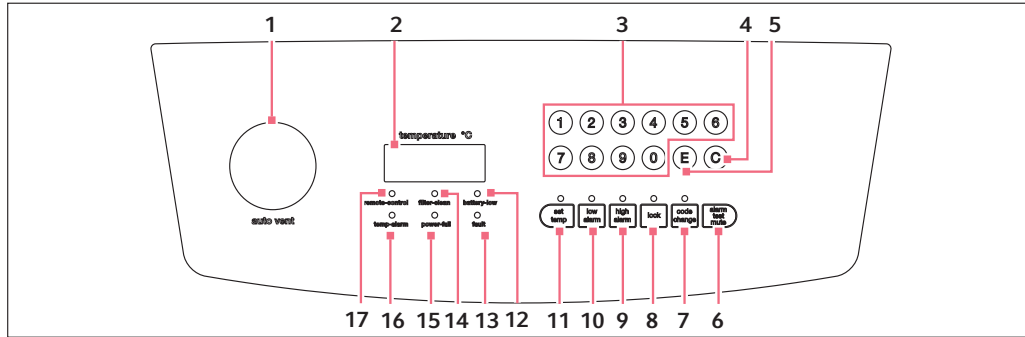 1 2 3 4 5
temperature °C
1 2 3 4 5 6
7 8 9 0 E C
auto vent
remote-control filter-clean battery-low
temp-alarm power-fail fault
set temp
low alarm
high alarm
lock
code change
alarm test mute
17 16 15 14 13 12 11 10 9 8 7 6